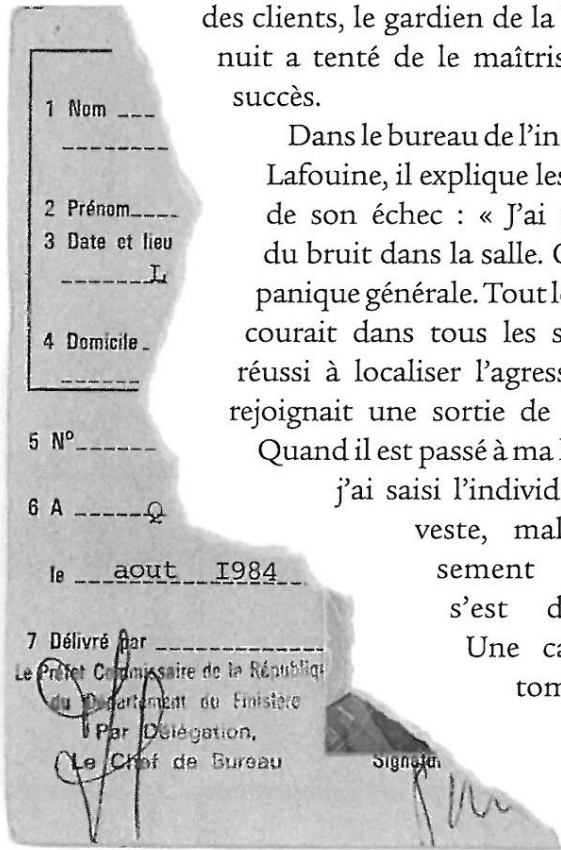 des clients, le gardien de la
nuit a tenté de le maîtris
succès.
Dans le bureau de l'in
Lafouine, il explique les
de son échec : « J'ai
du bruit dans la salle. C
panique générale. Tout le
courait dans tous les s
réussi à localiser l'agress
rejoignait une sortie de
Quand il est passé à ma h
j'ai saisi l'individ
veste, mal
sement
s'est d
Une ca
tom
1 Nom
2 Prénom
3 Date et lieu
L
4 Domicile
5 N°
6 A Q
le aout I984
7 Délivré par
Le Préfet Commissaire de la Républiq
du Département du Finistère
Par Délégation,
Le Chef de Bureau
Signatu